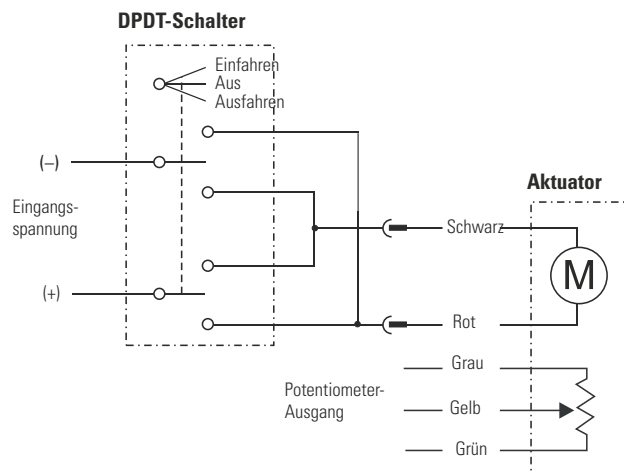 DPDT-Schalter
Einfahren
Aus
Ausfahren
(–)
Eingangs-
spannung
(+)
Aktuator
Schwarz
M
Rot
Grau
Potentiometer-
Ausgang
Gelb
Grün